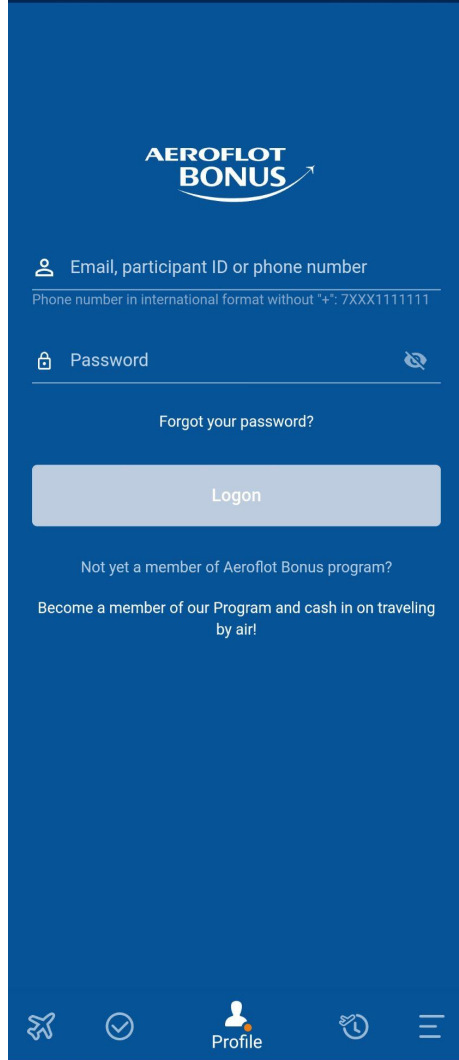 AEROFLOT
BONUS
Email, participant ID or phone number
Phone number in international format without "+": 7XXX1111111
Password
Forgot your password?
Logon
Not yet a member of Aeroflot Bonus program?
Become a member of our Program and cash in on traveling
by air!
Profile